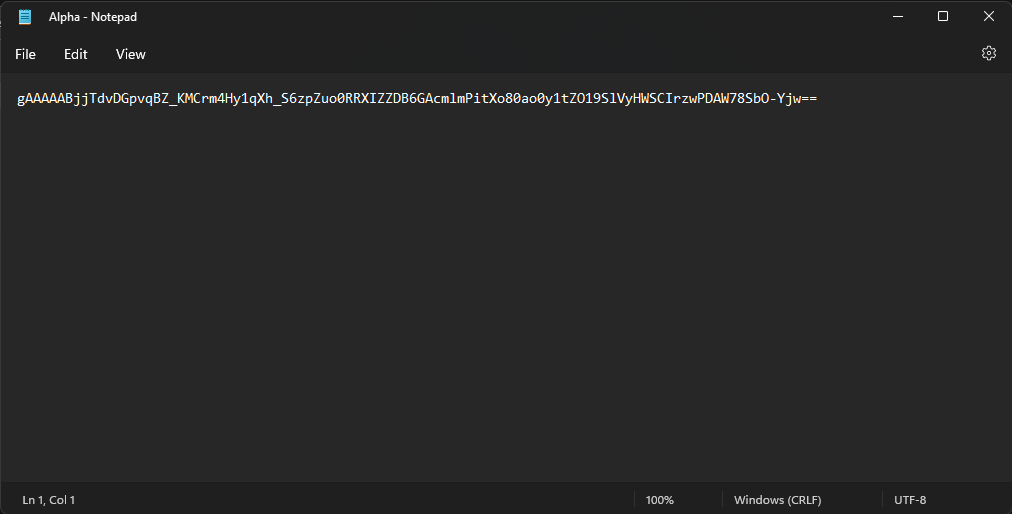 Alpha - Notepad
File Edit View
gAAAAABjjTdvDGpvqBZ_KMCrm4Hy1qXh_S6zpZuo0RRXIZZDB6GAcmlmPitXo80ao0y1tZO19SlVyHWSCIrzwPDAW78SbO-Yjw==
Ln 1, Col 1 100% Windows (CRLF) UTF-8